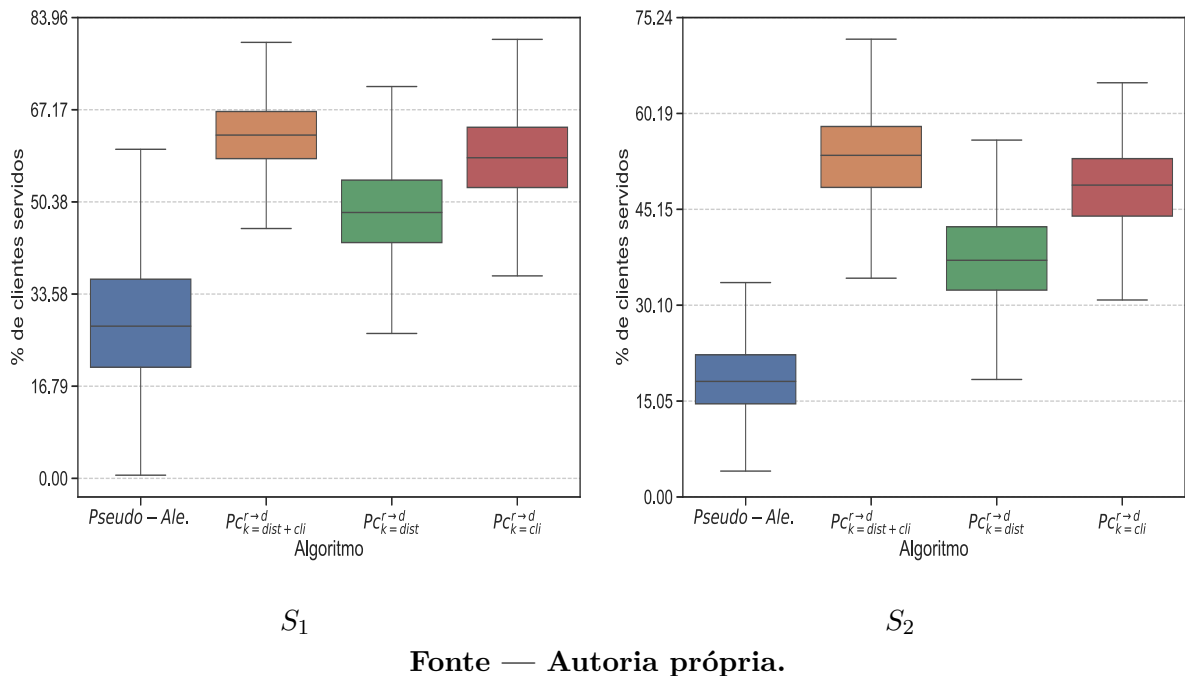 83.96
67.17
50.38
33.58
16.79
0.00
% de clientes servidos
Pseudo – Ale.
Pc^{r→d}_{k=dist+cli}
Pc^{r→d}_{k=dist}
Pc^{r→d}_{k=cli}
Algoritmo
S_1
75.24
60.19
45.15
30.10
15.05
0.00
% de clientes servidos
Pseudo – Ale.
Pc^{r→d}_{k=dist+cli}
Pc^{r→d}_{k=dist}
Pc^{r→d}_{k=cli}
Algoritmo
S_2
Fonte — Autoria própria.